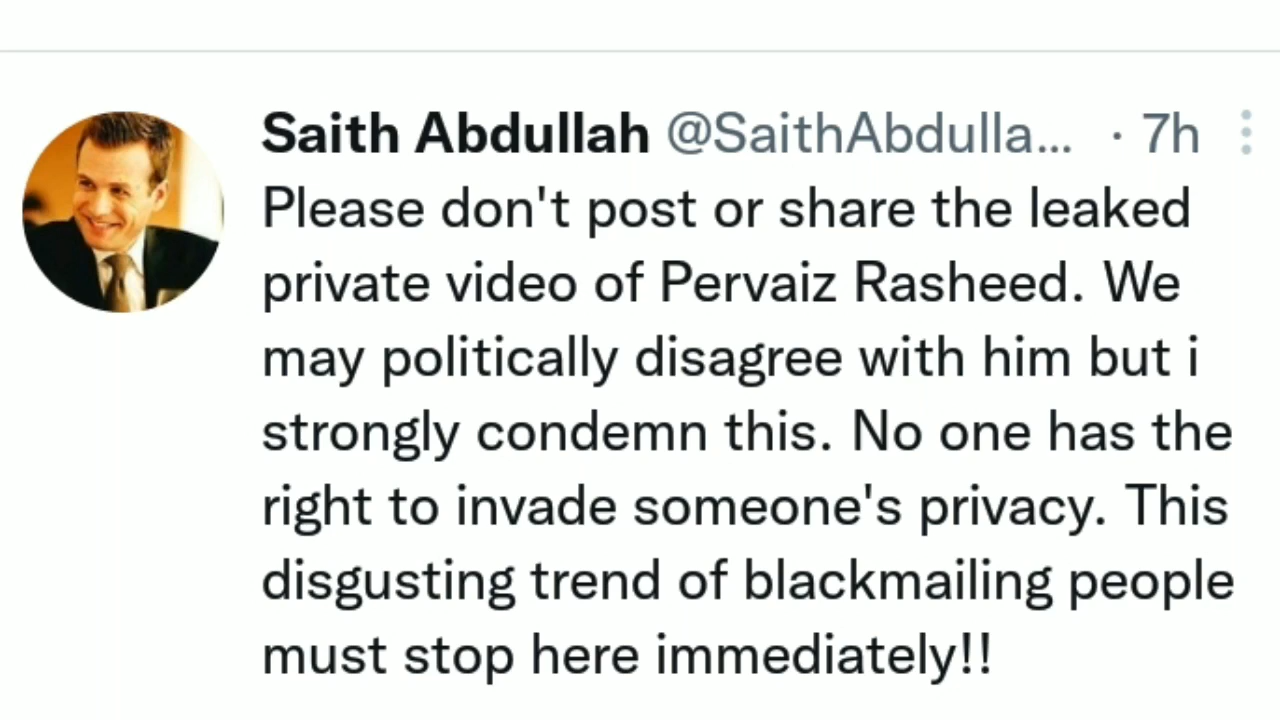 Saith Abdullah @SaithAbdulla... · 7h
Please don't post or share the leaked
private video of Pervaiz Rasheed. We
may politically disagree with him but i
strongly condemn this. No one has the
right to invade someone's privacy. This
disgusting trend of blackmailing people
must stop here immediately!!